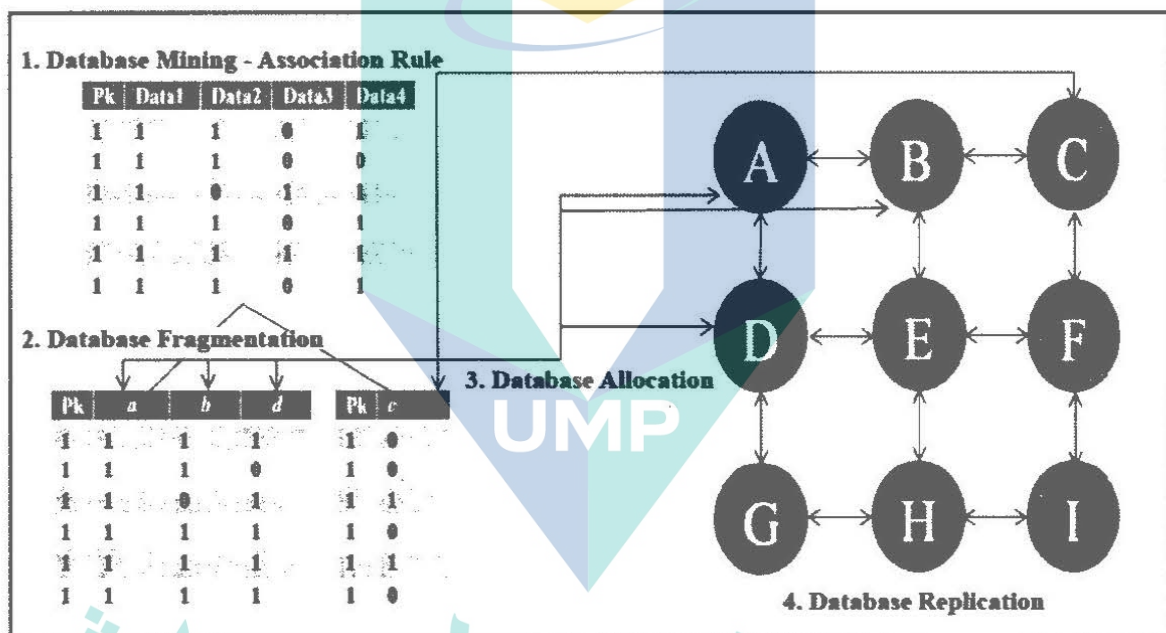 1. Database Mining - Association Rule
Pk Data1 Data2 Data3 Data4
1 1 1 0 1
1 1 1 0 0
1 1 0 1 1
1 1 1 0 1
1 1 1 1 1
1 1 1 0 1
2. Database Fragmentation
Pk a b d
1 1 1 1
1 1 1 0
1 1 0 1
1 1 1 1
1 1 1 1
1 1 1 1
Pk c
1 0
1 0
1 1
1 0
1 1
1 0
3. Database Allocation
UMP
A B C
D E F
G H I
4. Database Replication